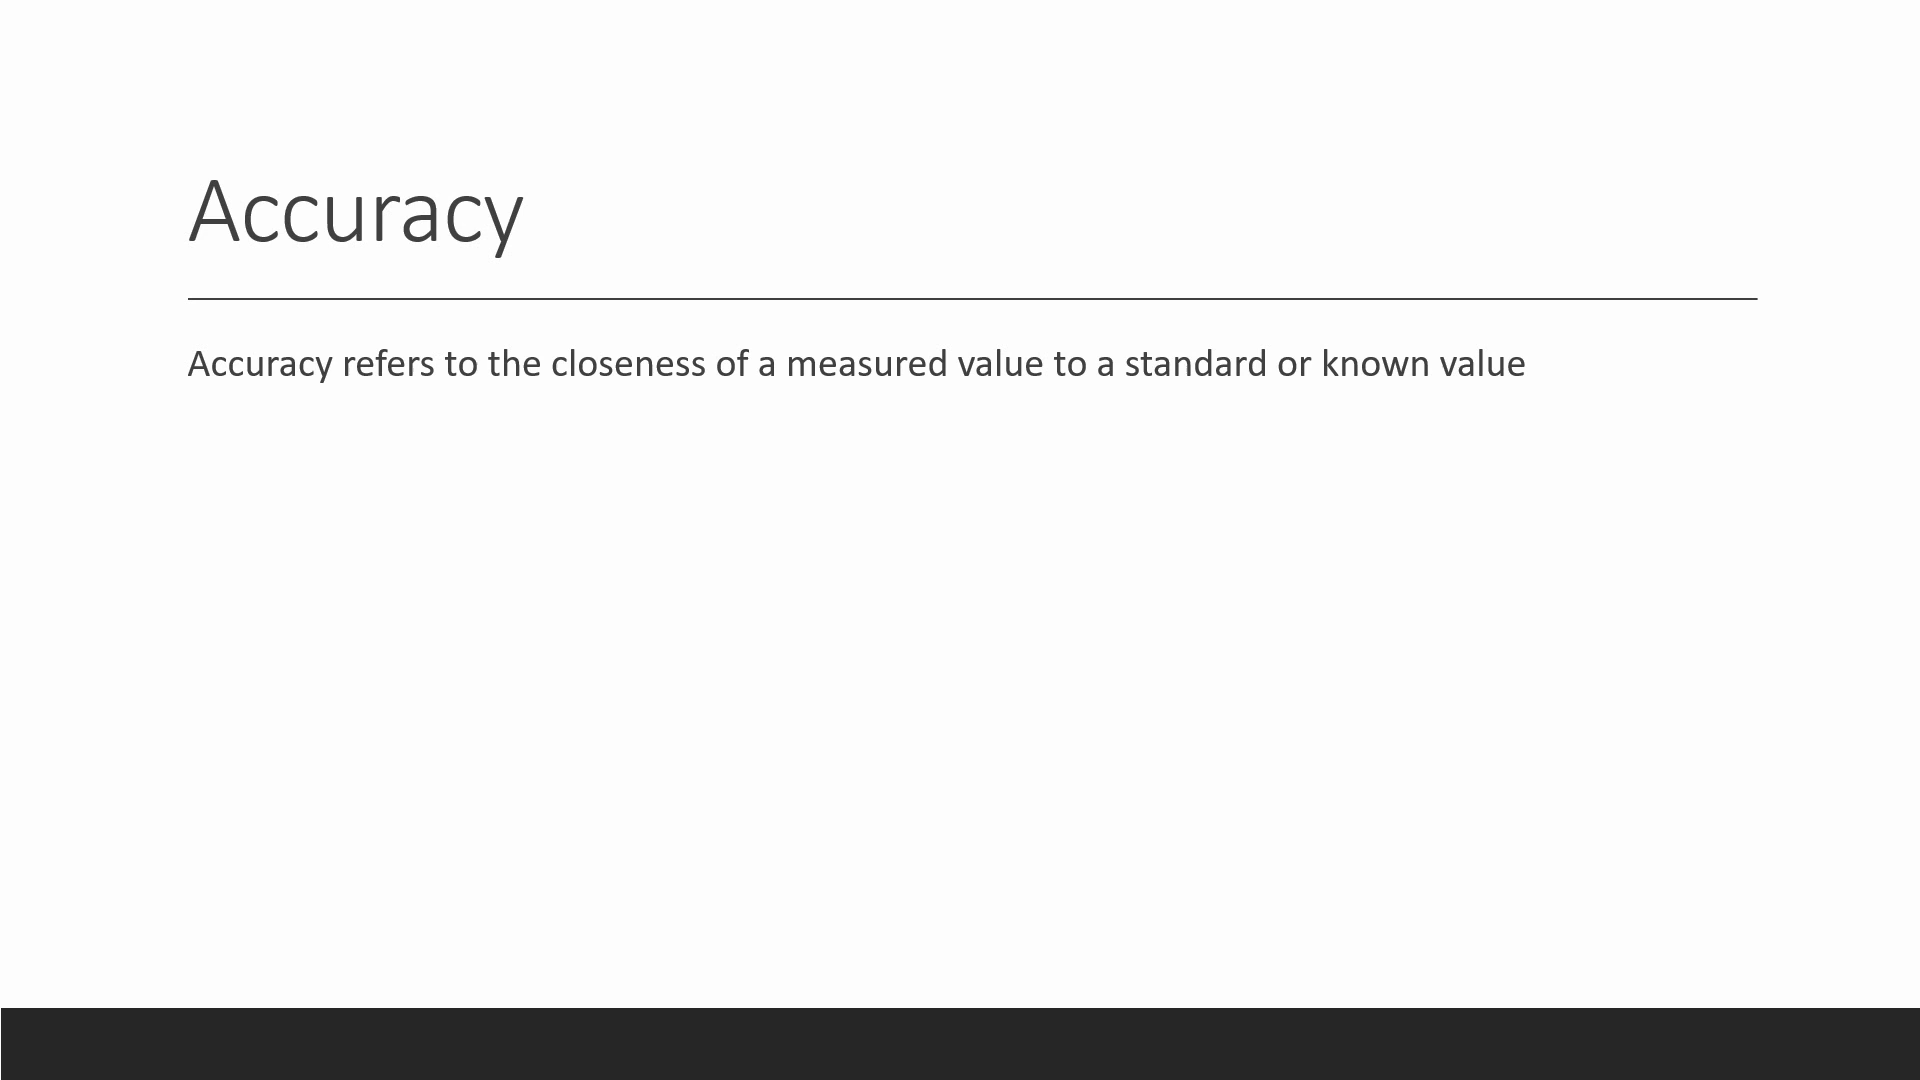 Accuracy
Accuracy refers to the closeness of a measured value to a standard or known value